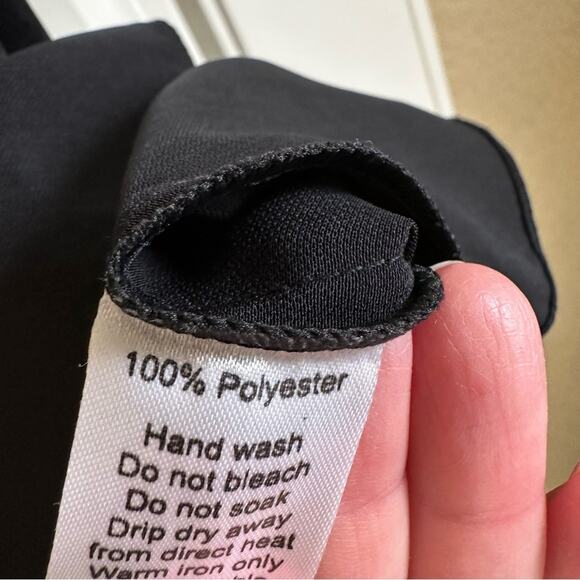 100% Polyester
Hand wash
Do not bleach
Do not soak
Drip dry away
from direct heat
Warm iron only